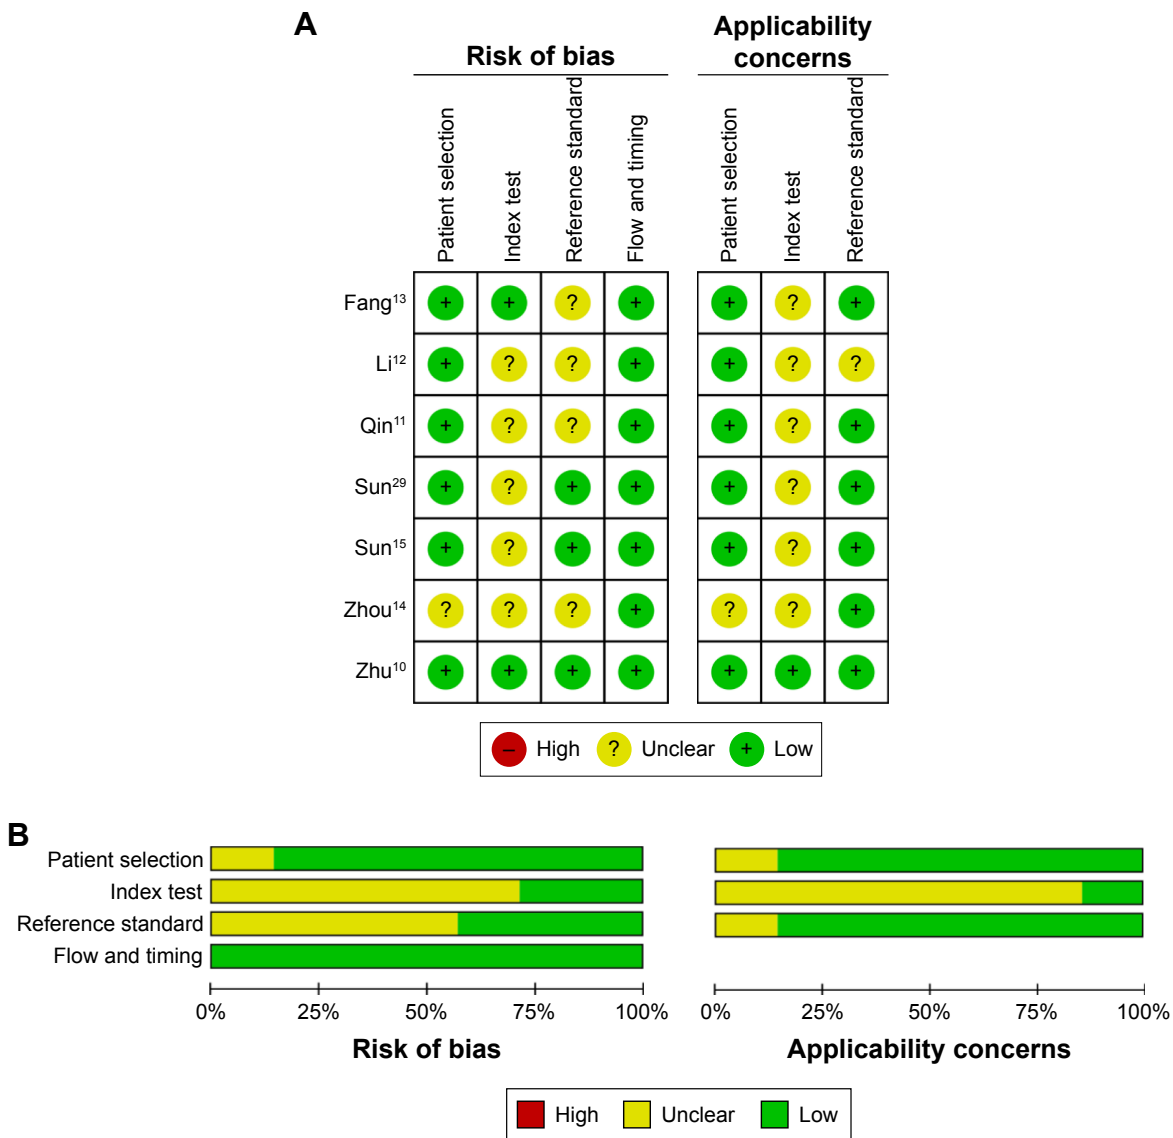 A
Risk of bias
Applicability
concerns
Patient selection
Index test
Reference standard
Flow and timing
Patient selection
Index test
Reference standard
Fang¹³ + + ? + + ? +
Li¹² + ? ? + + ? ?
Qin¹¹ + ? ? + + ? +
Sun²⁹ + ? + + + ? +
Sun¹⁵ + ? + + + ? +
Zhou¹⁴ ? ? ? + ? ? +
Zhu¹⁰ + + + + + + +
– High ? Unclear + Low
B
Patient selection
Index test
Reference standard
Flow and timing
0% 25% 50% 75% 100%
Risk of bias
0% 25% 50% 75% 100%
Applicability concerns
High Unclear Low